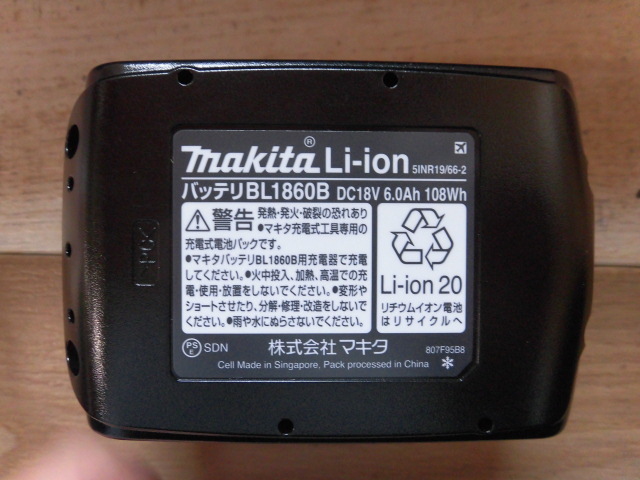 makita® Li-ion 5INR19/66-2
バッテリBL1860B DC18V 6.0Ah 108Wh
警告 発熱・発火・破裂の恐れあり
●マキタ充電式工具専用の
充電式電池パックです。
●マキタバッテリBL1860B用充電器で充電
してください。●火中投入、加熱、高温での充
電・使用・放置をしないでください。●変形や
ショートさせたり、分解・修理・改造をしないで
ください。●雨や水にぬらさないでください。
Li-ion 20
リチウムイオン電池
はリサイクルへ
PS
E SDN 株式会社マキタ 807F95B8
Cell Made in Singapore, Pack processed in China
>PC<